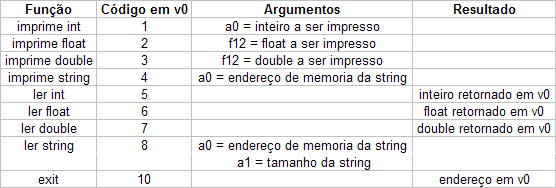 Função Código em v0 Argumentos Resultado
imprime int 1 a0 = inteiro a ser impresso
imprime float 2 f12 = float a ser impresso
imprime double 3 f12 = double a ser impresso
imprime string 4 a0 = endereço de memoria da string
ler int 5 inteiro retornado em v0
ler float 6 float retornado em v0
ler double 7 double retornado em v0
ler string 8 a0 = endereço de memoria da string
a1 = tamanho da string
exit 10 endereço em v0